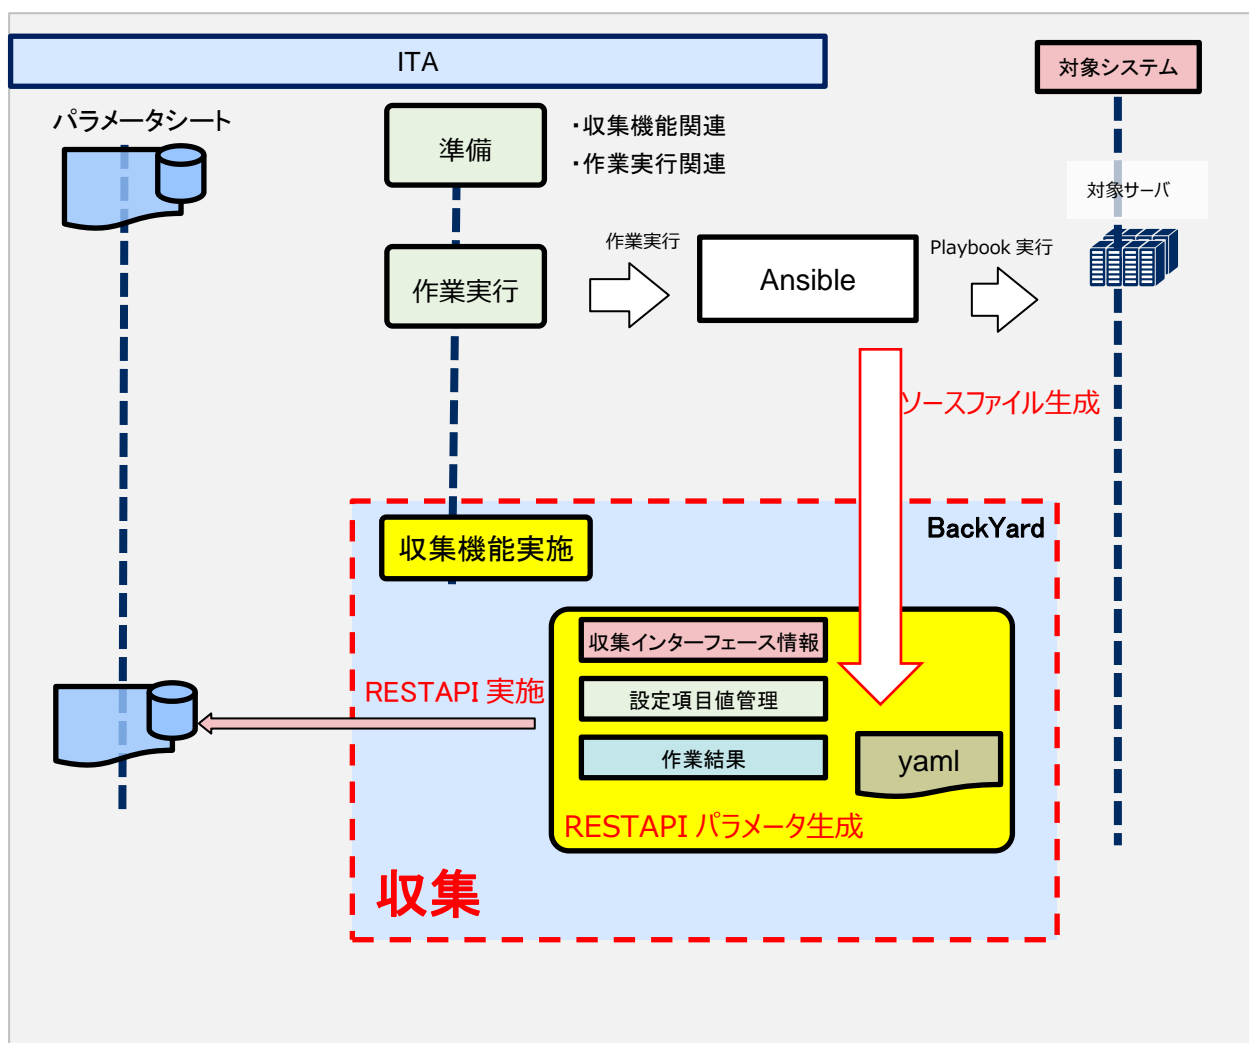 ITA
対象システム
パラメータシート
準備
・収集機能関連
・作業実行関連
対象サーバ
作業実行
作業実行
Ansible
Playbook 実行
ソースファイル生成
BackYard
収集機能実施
収集インターフェース情報
RESTAPI 実施
設定項目値管理
作業結果
yaml
RESTAPI パラメータ生成
収集